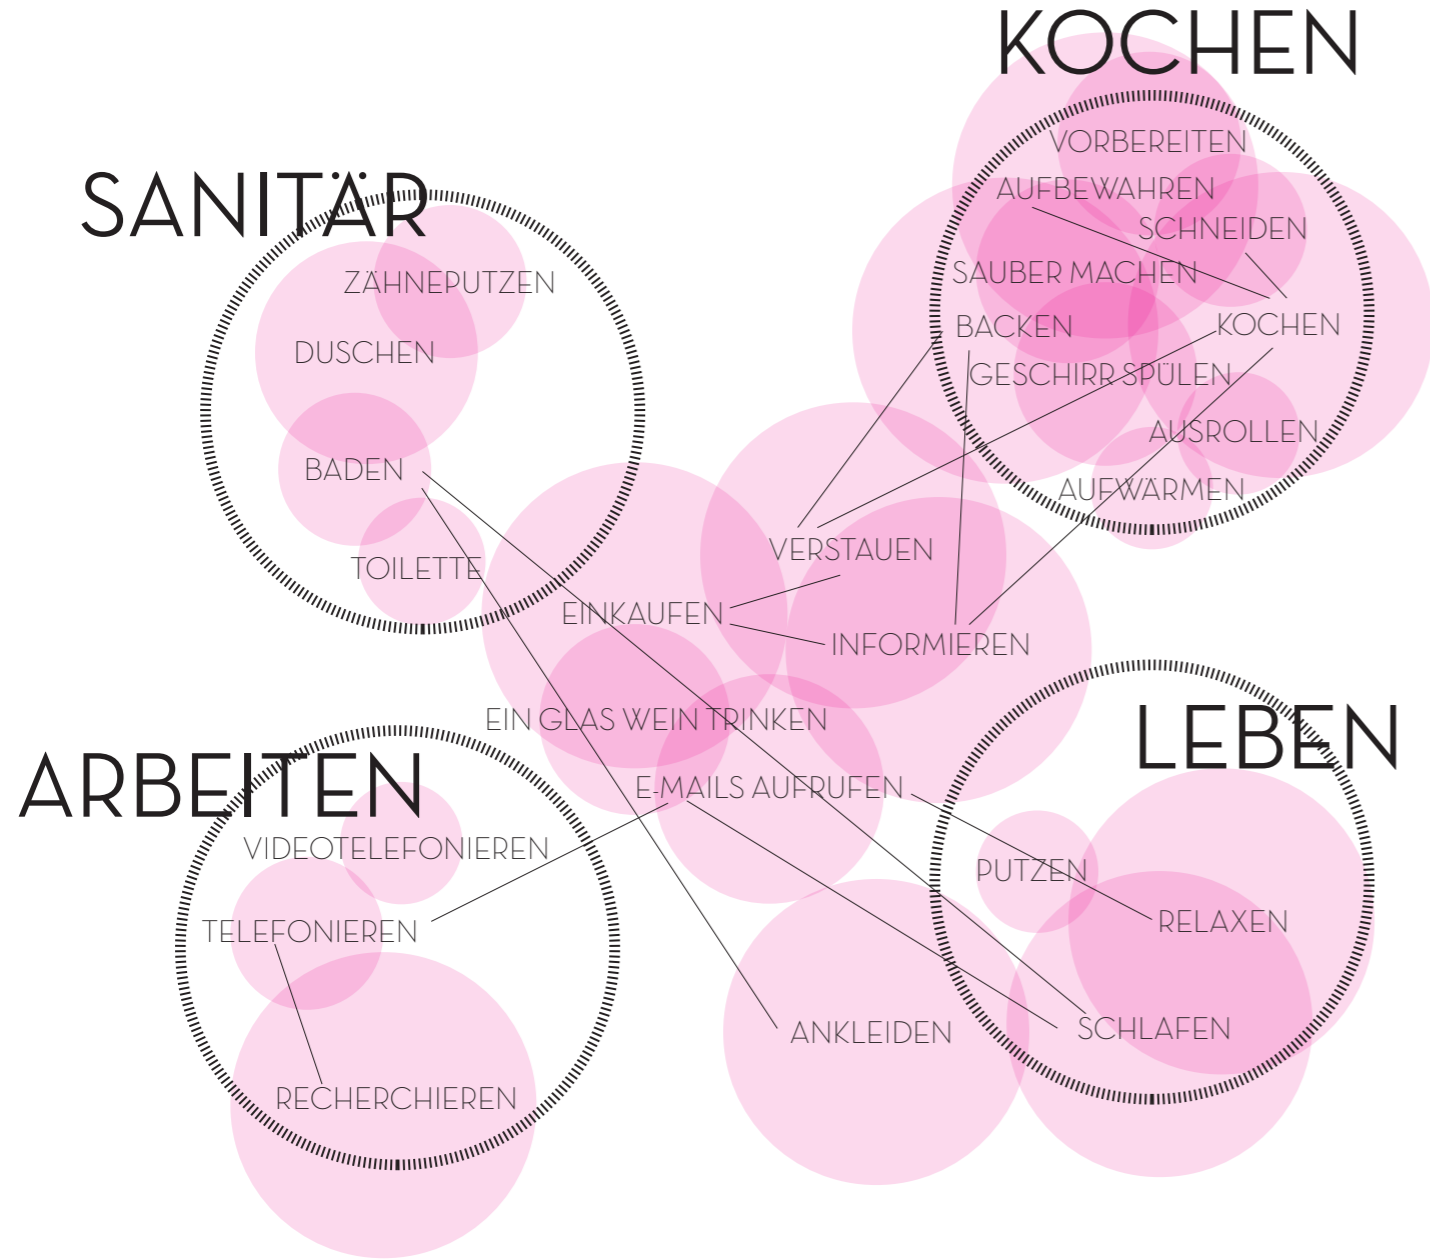 KOCHEN
VORBEREITEN
AUFBEWAHREN
SCHNEIDEN
SAUBER MACHEN
BACKEN
KOCHEN
GESCHIRR SPÜLEN
AUSROLLEN
AUFWÄRMEN
SANITÄR
ZÄHNEPUTZEN
DUSCHEN
BADEN
TOILETTE
VERSTAUEN
EINKAUFEN
INFORMIEREN
EIN GLAS WEIN TRINKEN
E-MAILS AUFRUFEN
ANKLEIDEN
ARBEITEN
VIDEOTELEFONIEREN
TELEFONIEREN
RECHERCHIEREN
LEBEN
PUTZEN
RELAXEN
SCHLAFEN